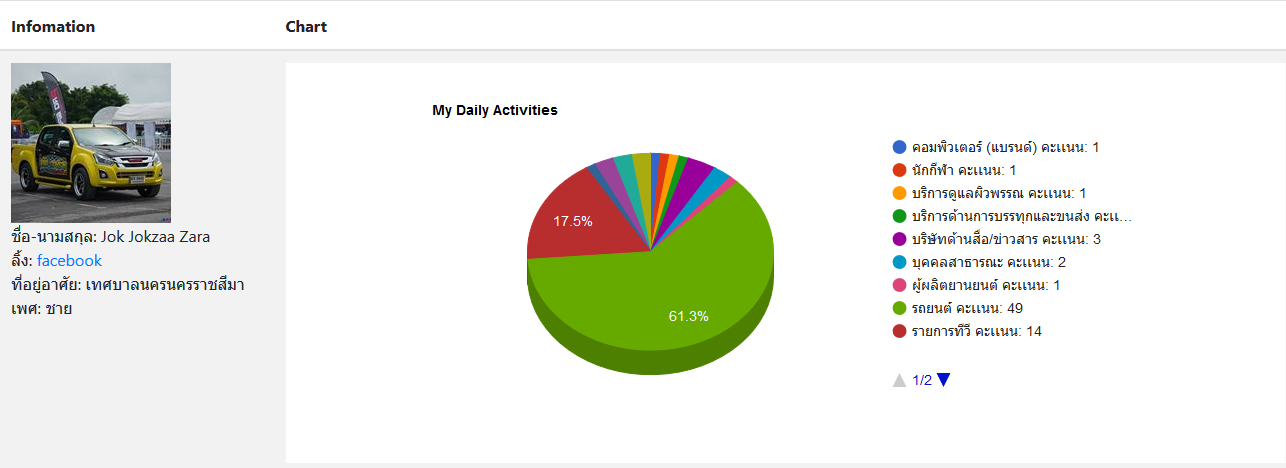 Infomation
Chart
ชื่อ-นามสกุล: Jok Jokzaa Zara
ลิ้ง: facebook
ที่อยู่อาศัย: เทศบาลนครนครราชสีมา
เพศ: ชาย
My Daily Activities
17.5%
61.3%
คอมพิวเตอร์ (แบรนด์) คะแนน: 1
นักกีฬา คะแนน: 1
บริการดูแลผิวพรรณ คะแนน: 1
บริการด้านการบรรทุกและขนส่ง คะแ...
บริษัทด้านสื่อ/ข่าวสาร คะแนน: 3
บุคคลสาธารณะ คะแนน: 2
ผู้ผลิตยานยนต์ คะแนน: 1
รถยนต์ คะแนน: 49
รายการทีวี คะแนน: 14
1/2